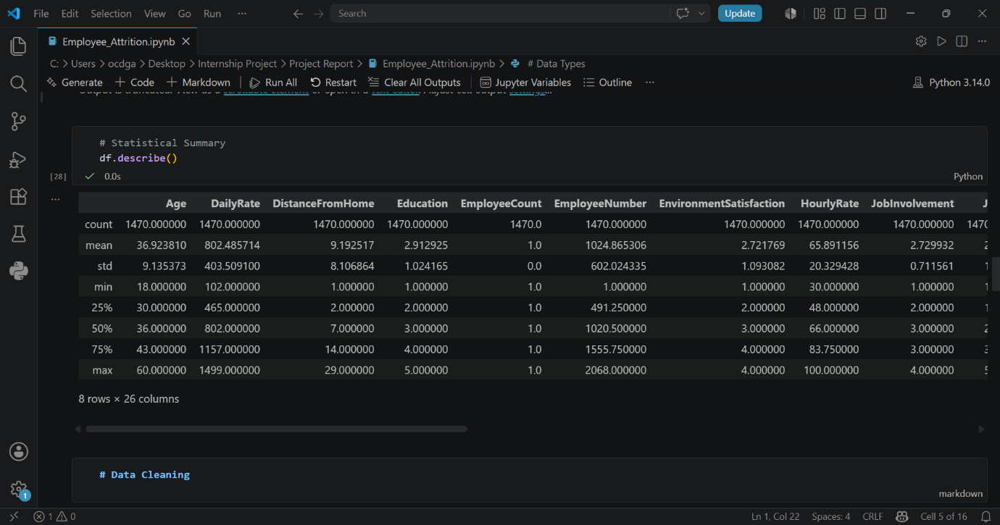 File Edit Selection View Go Run ··· Search Update
Employee_Attrition.ipynb
C: > Users > ocdga > Desktop > Internship Project > Project Report > Employee_Attrition.ipynb > # Data Types
Generate + Code + Markdown Run All Restart Clear All Outputs Jupyter Variables Outline ··· Python 3.14.0
Output is truncated. View as a scrollable element or open in a text editor. Adjust cell output settings...
# Statistical Summary
df.describe()
[28] 0.0s Python
Age DailyRate DistanceFromHome Education EmployeeCount EmployeeNumber EnvironmentSatisfaction HourlyRate JobInvolvement J
count 1470.000000 1470.000000 1470.000000 1470.000000 1470.0 1470.000000 1470.000000 1470.000000 1470.000000 1470
mean 36.923810 802.485714 9.192517 2.912925 1.0 1024.865306 2.721769 65.891156 2.729932 2
std 9.135373 403.509100 8.106864 1.024165 0.0 602.024335 1.093082 20.329428 0.711561 1
min 18.000000 102.000000 1.000000 1.000000 1.0 1.000000 1.000000 30.000000 1.000000 1
25% 30.000000 465.000000 2.000000 2.000000 1.0 491.250000 2.000000 48.000000 2.000000 1
50% 36.000000 802.000000 7.000000 3.000000 1.0 1020.500000 3.000000 66.000000 3.000000 2
75% 43.000000 1157.000000 14.000000 4.000000 1.0 1555.750000 4.000000 83.750000 3.000000 3
max 60.000000 1499.000000 29.000000 5.000000 1.0 2068.000000 4.000000 100.000000 4.000000 5
8 rows × 26 columns
# Data Cleaning
markdown
1
1 0 Ln 1, Col 22 Spaces: 4 CRLF Cell 5 of 16